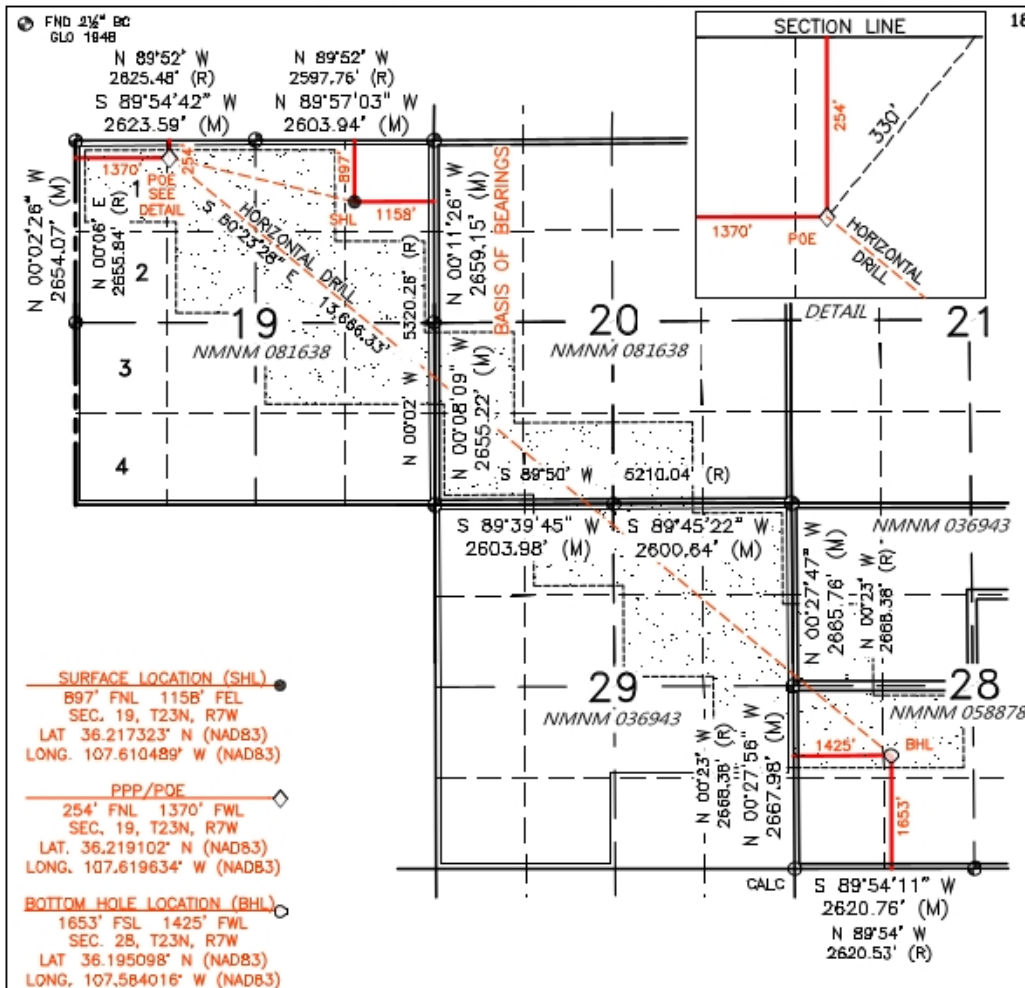 FND 2½" BC
GLO 1948
N 89°52' W
2625.48' (R)
S 89°54'42" W
2623.59' (M)
N 89°52' W
2597.76' (R)
N 89°57'03" W
2603.94' (M)
18
SECTION LINE
254'
330'
1370'
POE
HORIZONTAL
DRILL
DETAIL
N 00°02'26" W
2654.07' (M)
N 00°06' E
2655.84' (R)
1370'
254'
POE
SEE
DETAIL
1
2
3
4
897'
SHL
1158'
HORIZONTAL DRILL
S 80°23'28" E
13,666.33'
19
NMNM 081638
5320.26' (R)
N 00°02' W
N 00°11'26" W
2659.15' (M)
BASIS OF BEARINGS
N 00°08'09" W
2655.22' (M)
20
NMNM 081638
21
S 89°50' W 5210.04' (R)
S 89°39'45" W
2603.98' (M)
S 89°45'22" W
2600.64' (M)
NMNM 036943
N 00°27'47" W
2665.76' (M)
N 00°23' W
2668.38' (R)
29
NMNM 036943
28
NMNM 058878
N 00°23' W
2668.38' (R)
N 00°27'56" W
2667.98' (M)
1425'
BHL
1653'
CALC
S 89°54'11" W
2620.76' (M)
N 89°54' W
2620.53' (R)
SURFACE LOCATION (SHL)
897' FNL 1158' FEL
SEC. 19, T23N, R7W
LAT 36.217323° N (NAD83)
LONG. 107.610489° W (NAD83)
PPP/POE
254' FNL 1370' FWL
SEC. 19, T23N, R7W
LAT. 36.219102° N (NAD83)
LONG. 107.619634° W (NAD83)
BOTTOM HOLE LOCATION (BHL)
1653' FSL 1425' FWL
SEC. 28, T23N, R7W
LAT 36.195098° N (NAD83)
LONG. 107.584016° W (NAD83)